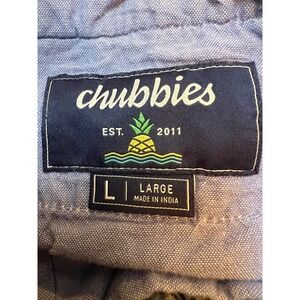 chubbies
EST. 2011
L LARGE
MADE IN INDIA